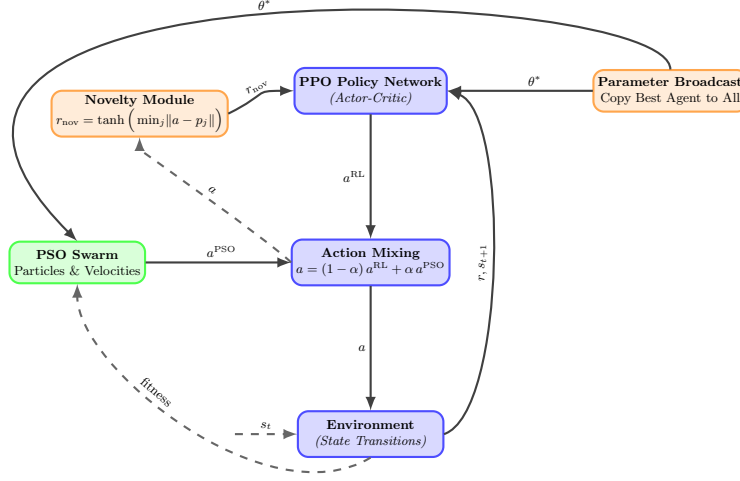 θ*
PPO Policy Network
(Actor-Critic)
θ*
Parameter Broadcast
Copy Best Agent to All
Novelty Module
r_nov = tanh ( min_j ‖a − p_j‖ )
r_nov
a^RL
a
PSO Swarm
Particles & Velocities
a^PSO
Action Mixing
a = (1 − α) a^RL + α a^PSO
r, s_{t+1}
a
fitness
s_t
Environment
(State Transitions)